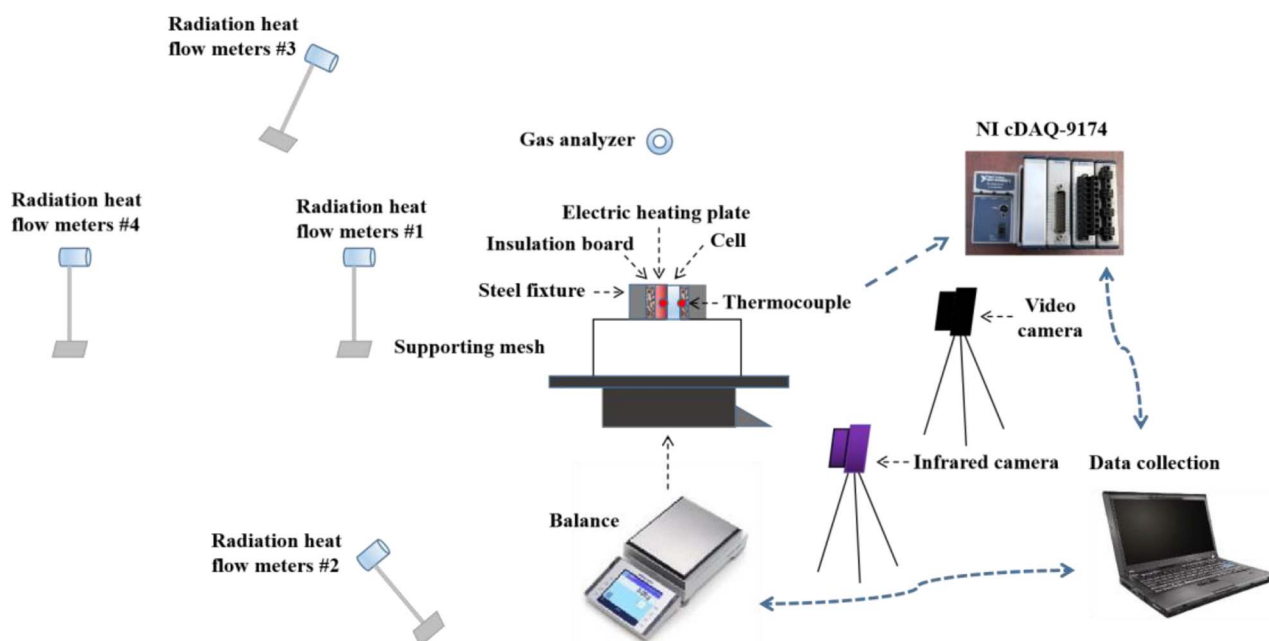 Radiation heat
flow meters #3
Gas analyzer
NI cDAQ-9174
Radiation heat
flow meters #4
Radiation heat
flow meters #1
Electric heating plate
Insulation board
Cell
Steel fixture
Thermocouple
Video
camera
Supporting mesh
Infrared camera
Data collection
Balance
Radiation heat
flow meters #2